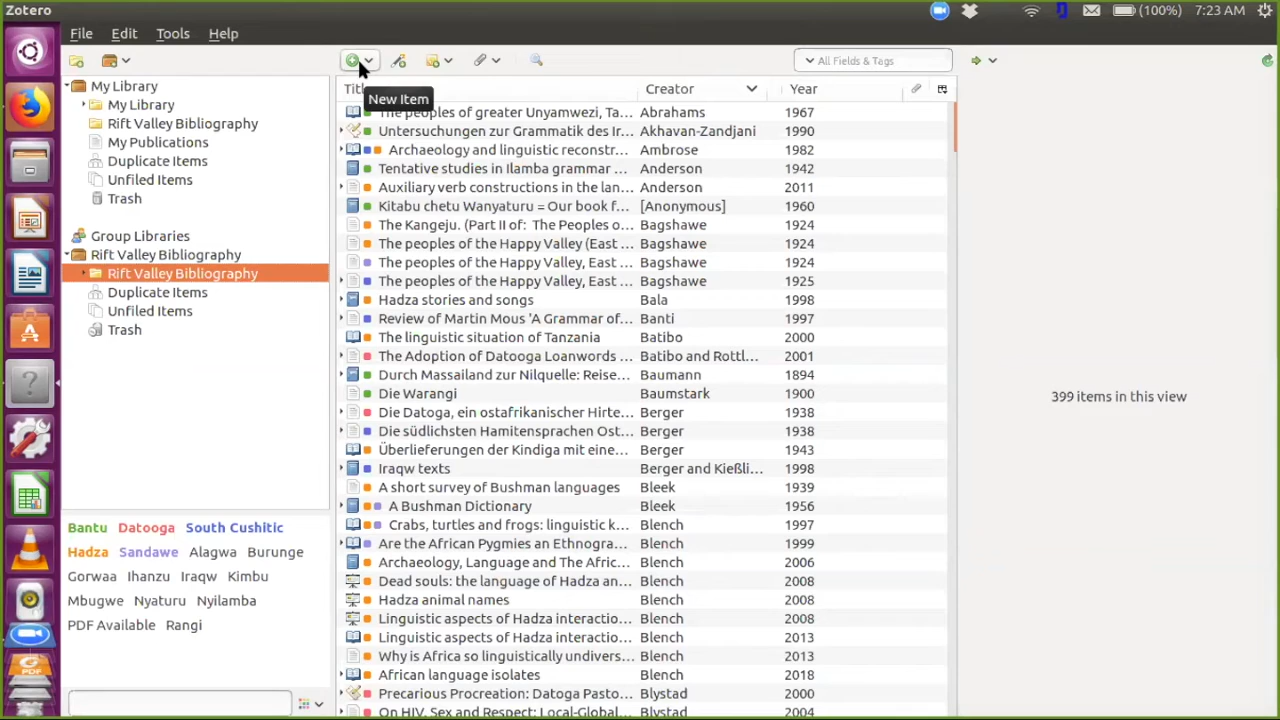 Zotero
(100%) 7:23 AM
File Edit Tools Help
All Fields & Tags
My Library
My Library
Rift Valley Bibliography
My Publications
Duplicate Items
Unfiled Items
Trash
Group Libraries
Rift Valley Bibliography
Rift Valley Bibliography
Duplicate Items
Unfiled Items
Trash
Bantu Datooga South Cushitic
Hadza Sandawe Alagwa Burunge
Gorwaa Ihanzu Iraqw Kimbu
Mbugwe Nyaturu Nyilamba
PDF Available Rangi
Creator Year
New Item
The peoples of greater Unyamwezi, Ta... Abrahams 1967
Untersuchungen zur Grammatik des Ir... Akhavan-Zandjani 1990
Archaeology and linguistic reconstr... Ambrose 1982
Tentative studies in Ilamba grammar ... Anderson 1942
Auxiliary verb constructions in the lan... Anderson 2011
Kitabu chetu Wanyaturu = Our book f... [Anonymous] 1960
The Kangeju. (Part II of: The Peoples o... Bagshawe 1924
The peoples of the Happy Valley (East ... Bagshawe 1924
The peoples of the Happy Valley, East ... Bagshawe 1924
The peoples of the Happy Valley, East ... Bagshawe 1925
Hadza stories and songs Bala 1998
Review of Martin Mous 'A Grammar of... Banti 1997
The linguistic situation of Tanzania Batibo 2000
The Adoption of Datooga Loanwords ... Batibo and Rottl... 2001
Durch Massailand zur Nilquelle: Reise... Baumann 1894
Die Warangi Baumstark 1900
Die Datoga, ein ostafrikanischer Hirte... Berger 1938
Die südlichsten Hamitensprachen Ost... Berger 1938
Überlieferungen der Kindiga mit eine... Berger 1943
Iraqw texts Berger and Kießli... 1998
A short survey of Bushman languages Bleek 1939
A Bushman Dictionary Bleek 1956
Crabs, turtles and frogs: linguistic k... Blench 1997
Are the African Pygmies an Ethnogra... Blench 1999
Archaeology, Language and The Afric... Blench 2006
Dead souls: the language of Hadza an... Blench 2008
Hadza animal names Blench 2008
Linguistic aspects of Hadza interactio... Blench 2008
Linguistic aspects of Hadza interactio... Blench 2013
Why is Africa so linguistically undivers... Blench 2013
African language isolates Blench 2018
Precarious Procreation: Datoga Pasto... Blystad 2000
On HIV, Sex and Respect: Local-Global... Blystad 2004
399 items in this view